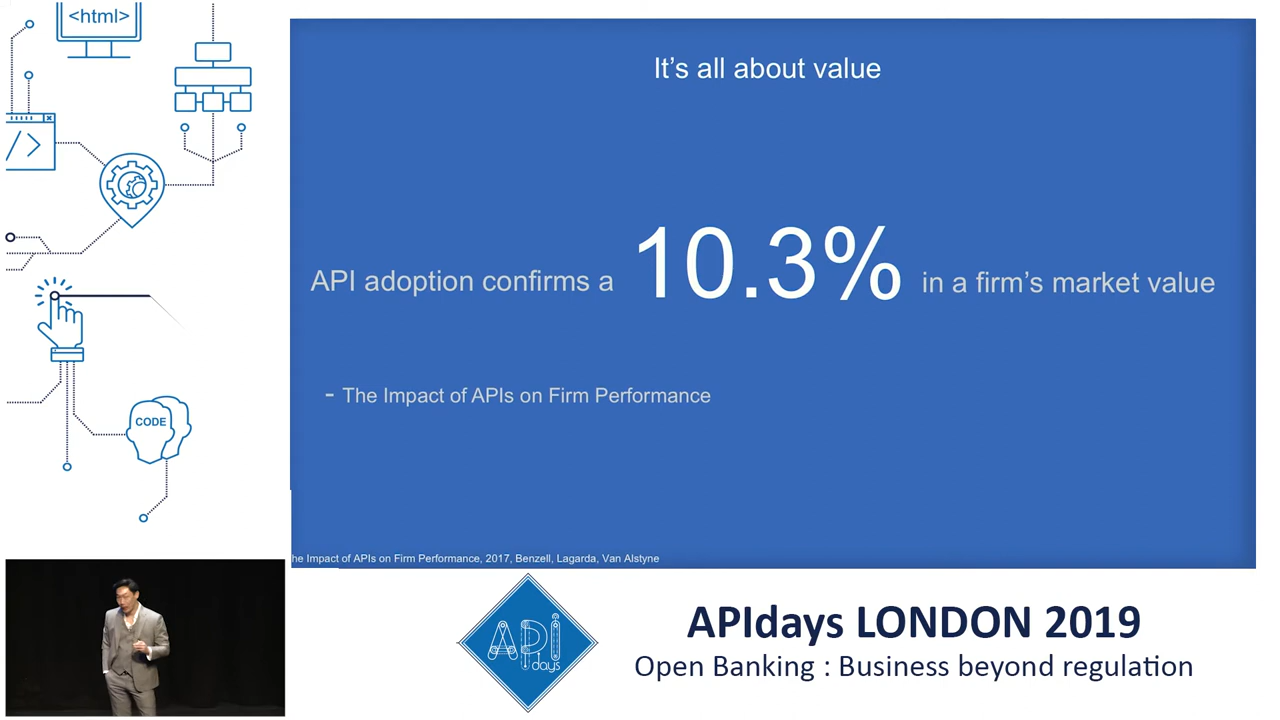 <html>
</>
CODE
It’s all about value
API adoption confirms a 10.3% in a firm’s market value
- The Impact of APIs on Firm Performance
he Impact of APIs on Firm Performance, 2017, Benzell, Lagarda, Van Alstyne
APi
days
APIdays LONDON 2019
Open Banking : Business beyond regulation